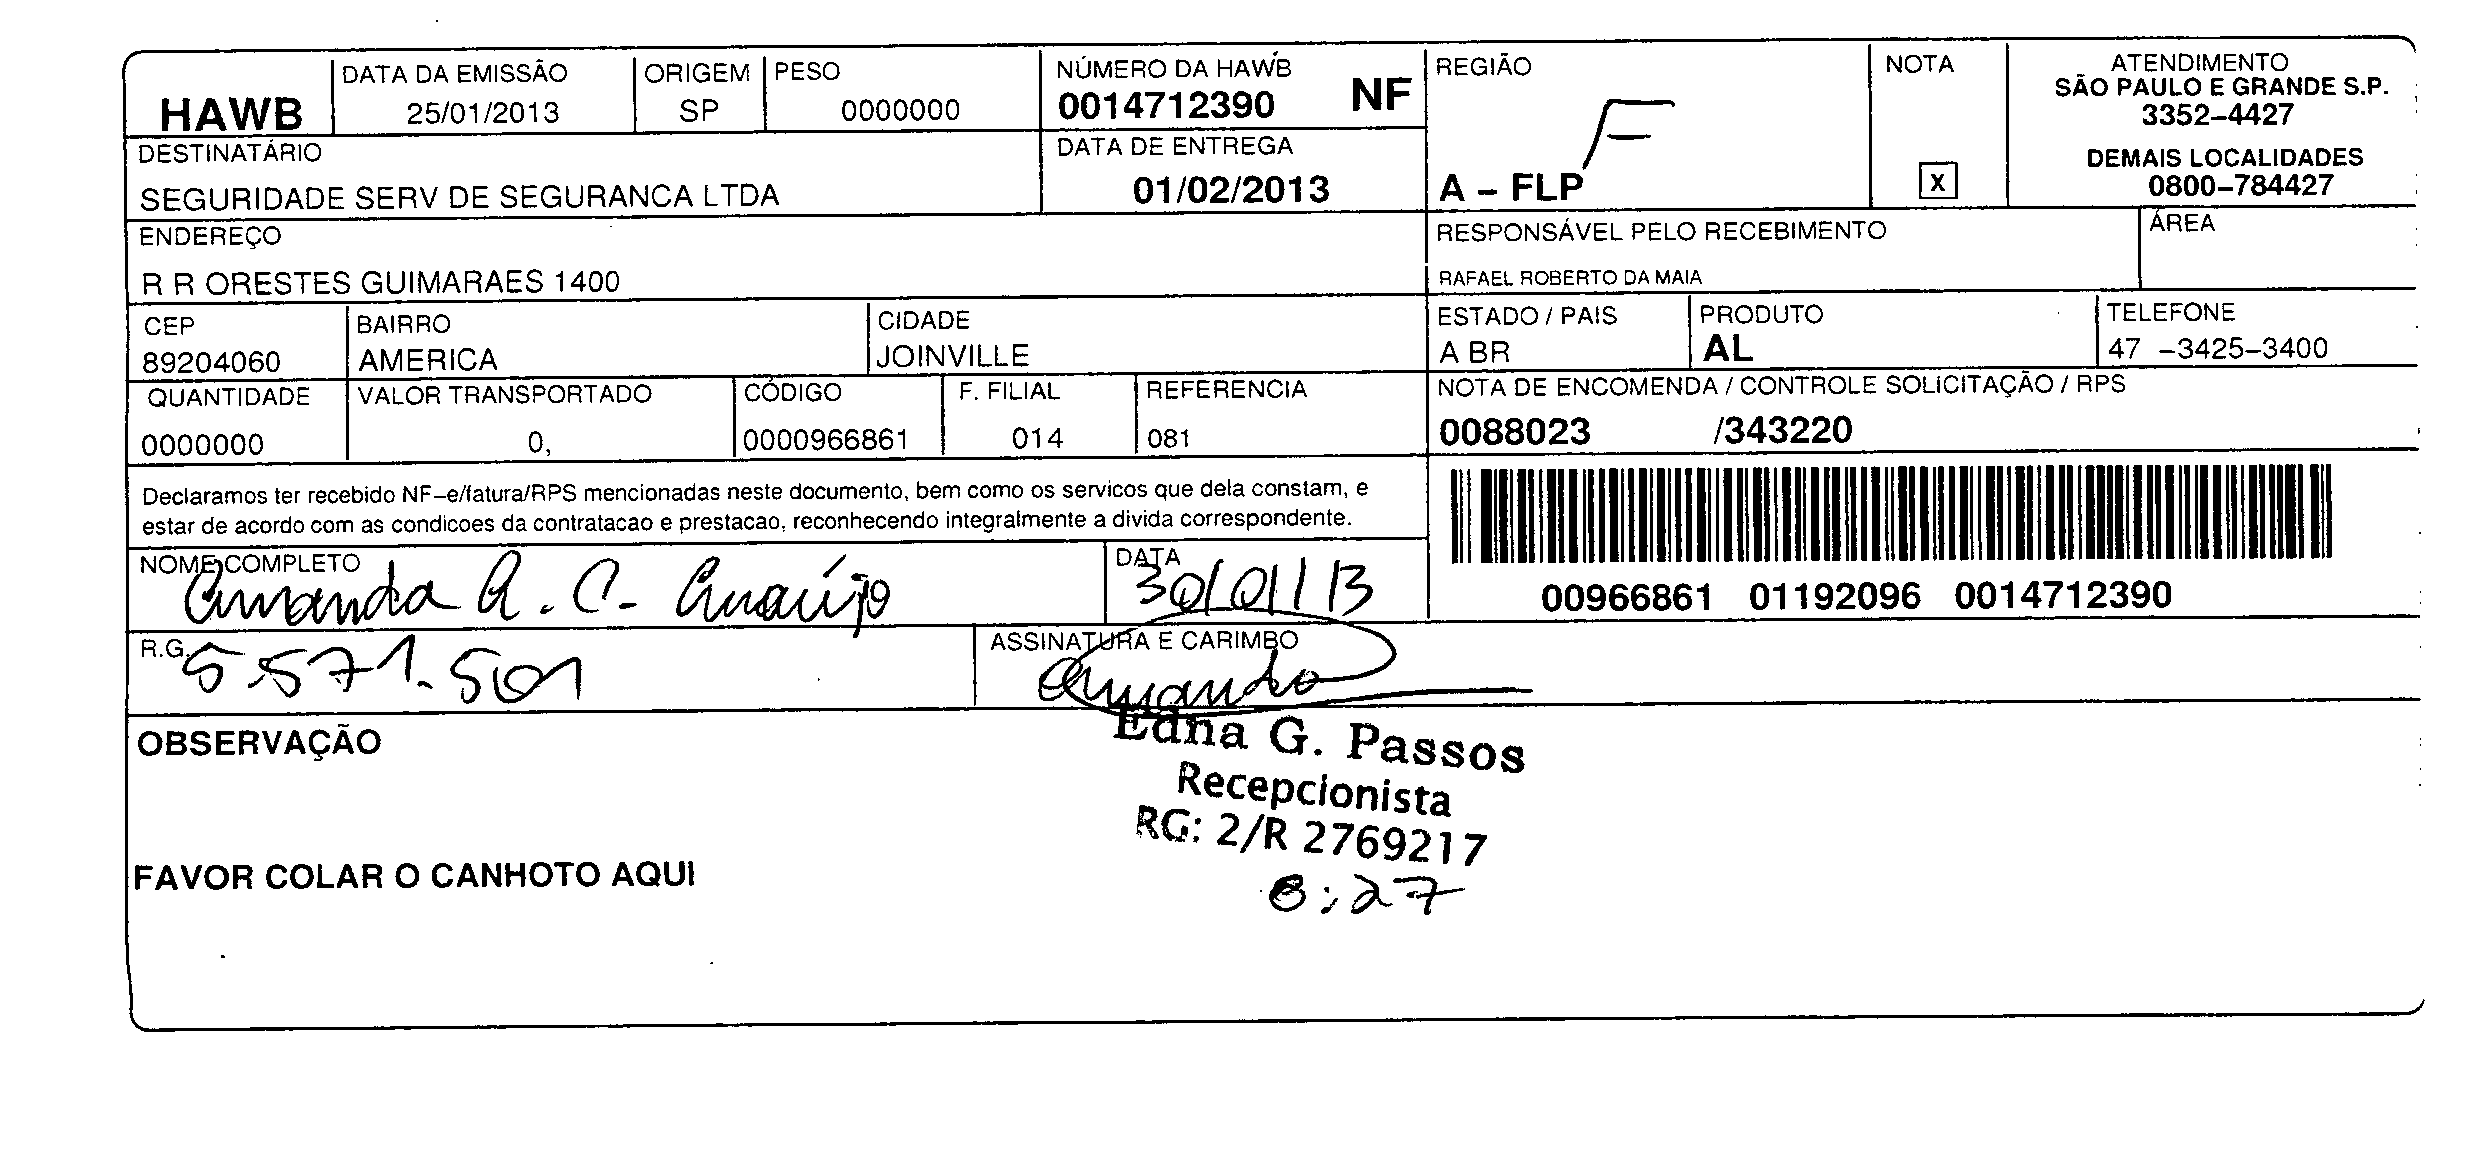 HAWB
DATA DA EMISSÃO
25/01/2013
ORIGEM
SP
PESO
0000000
NÚMERO DA HAWB
0014712390 NF
REGIÃO
F
A – FLP
NOTA
X
ATENDIMENTO
SÃO PAULO E GRANDE S.P.
3352–4427
DEMAIS LOCALIDADES
0800–784427
DESTINATÁRIO
SEGURIDADE SERV DE SEGURANCA LTDA
DATA DE ENTREGA
01/02/2013
ENDEREÇO
R R ORESTES GUIMARAES 1400
RESPONSÁVEL PELO RECEBIMENTO
RAFAEL ROBERTO DA MAIA
ÁREA
CEP
89204060
BAIRRO
AMERICA
CIDADE
JOINVILLE
ESTADO / PAIS
A BR
PRODUTO
AL
TELEFONE
47 –3425–3400
QUANTIDADE
0000000
VALOR TRANSPORTADO
0,
CÓDIGO
0000966861
F. FILIAL
014
REFERENCIA
081
NOTA DE ENCOMENDA / CONTROLE SOLICITAÇÃO / RPS
0088023 /343220
Declaramos ter recebido NF–e/fatura/RPS mencionadas neste documento, bem como os servicos que dela constam, e
estar de acordo com as condicoes da contratacao e prestacao, reconhecendo integralmente a divida correspondente.
00966861 01192096 0014712390
NOME COMPLETO
Amanda A. C. Araújo
DATA
30/01/13
R.G.
5.571.501
ASSINATURA E CARIMBO
Amanda
Edna G. Passos
Recepcionista
RG: 2/R 2769217
8:27
OBSERVAÇÃO
FAVOR COLAR O CANHOTO AQUI